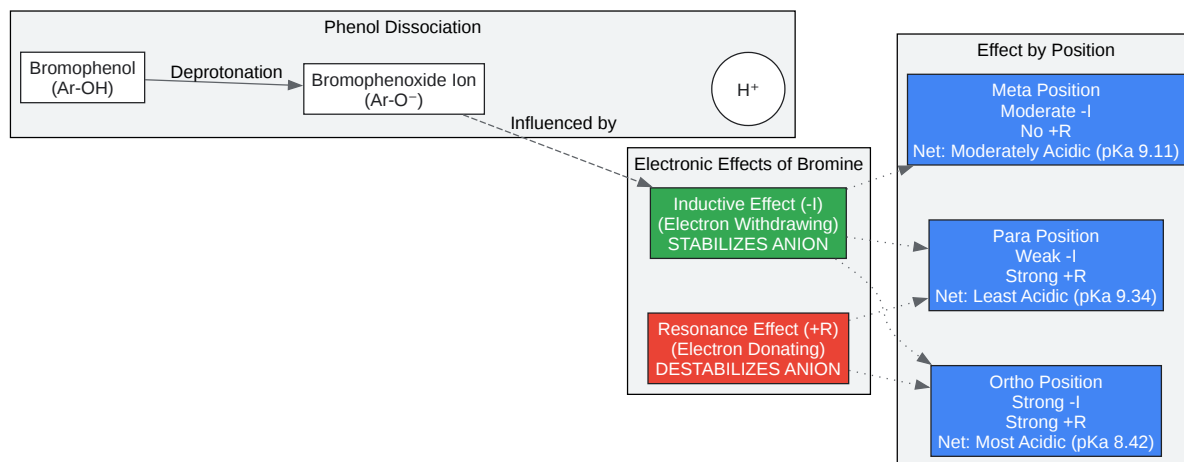 Phenol Dissociation
Bromophenol
(Ar-OH)
Deprotonation
Bromophenoxide Ion
(Ar-O⁻)
H⁺
Influenced by
Electronic Effects of Bromine
Inductive Effect (-I)
(Electron Withdrawing)
STABILIZES ANION
Resonance Effect (+R)
(Electron Donating)
DESTABILIZES ANION
Effect by Position
Meta Position
Moderate -I
No +R
Net: Moderately Acidic (pKa 9.11)
Para Position
Weak -I
Strong +R
Net: Least Acidic (pKa 9.34)
Ortho Position
Strong -I
Strong +R
Net: Most Acidic (pKa 8.42)